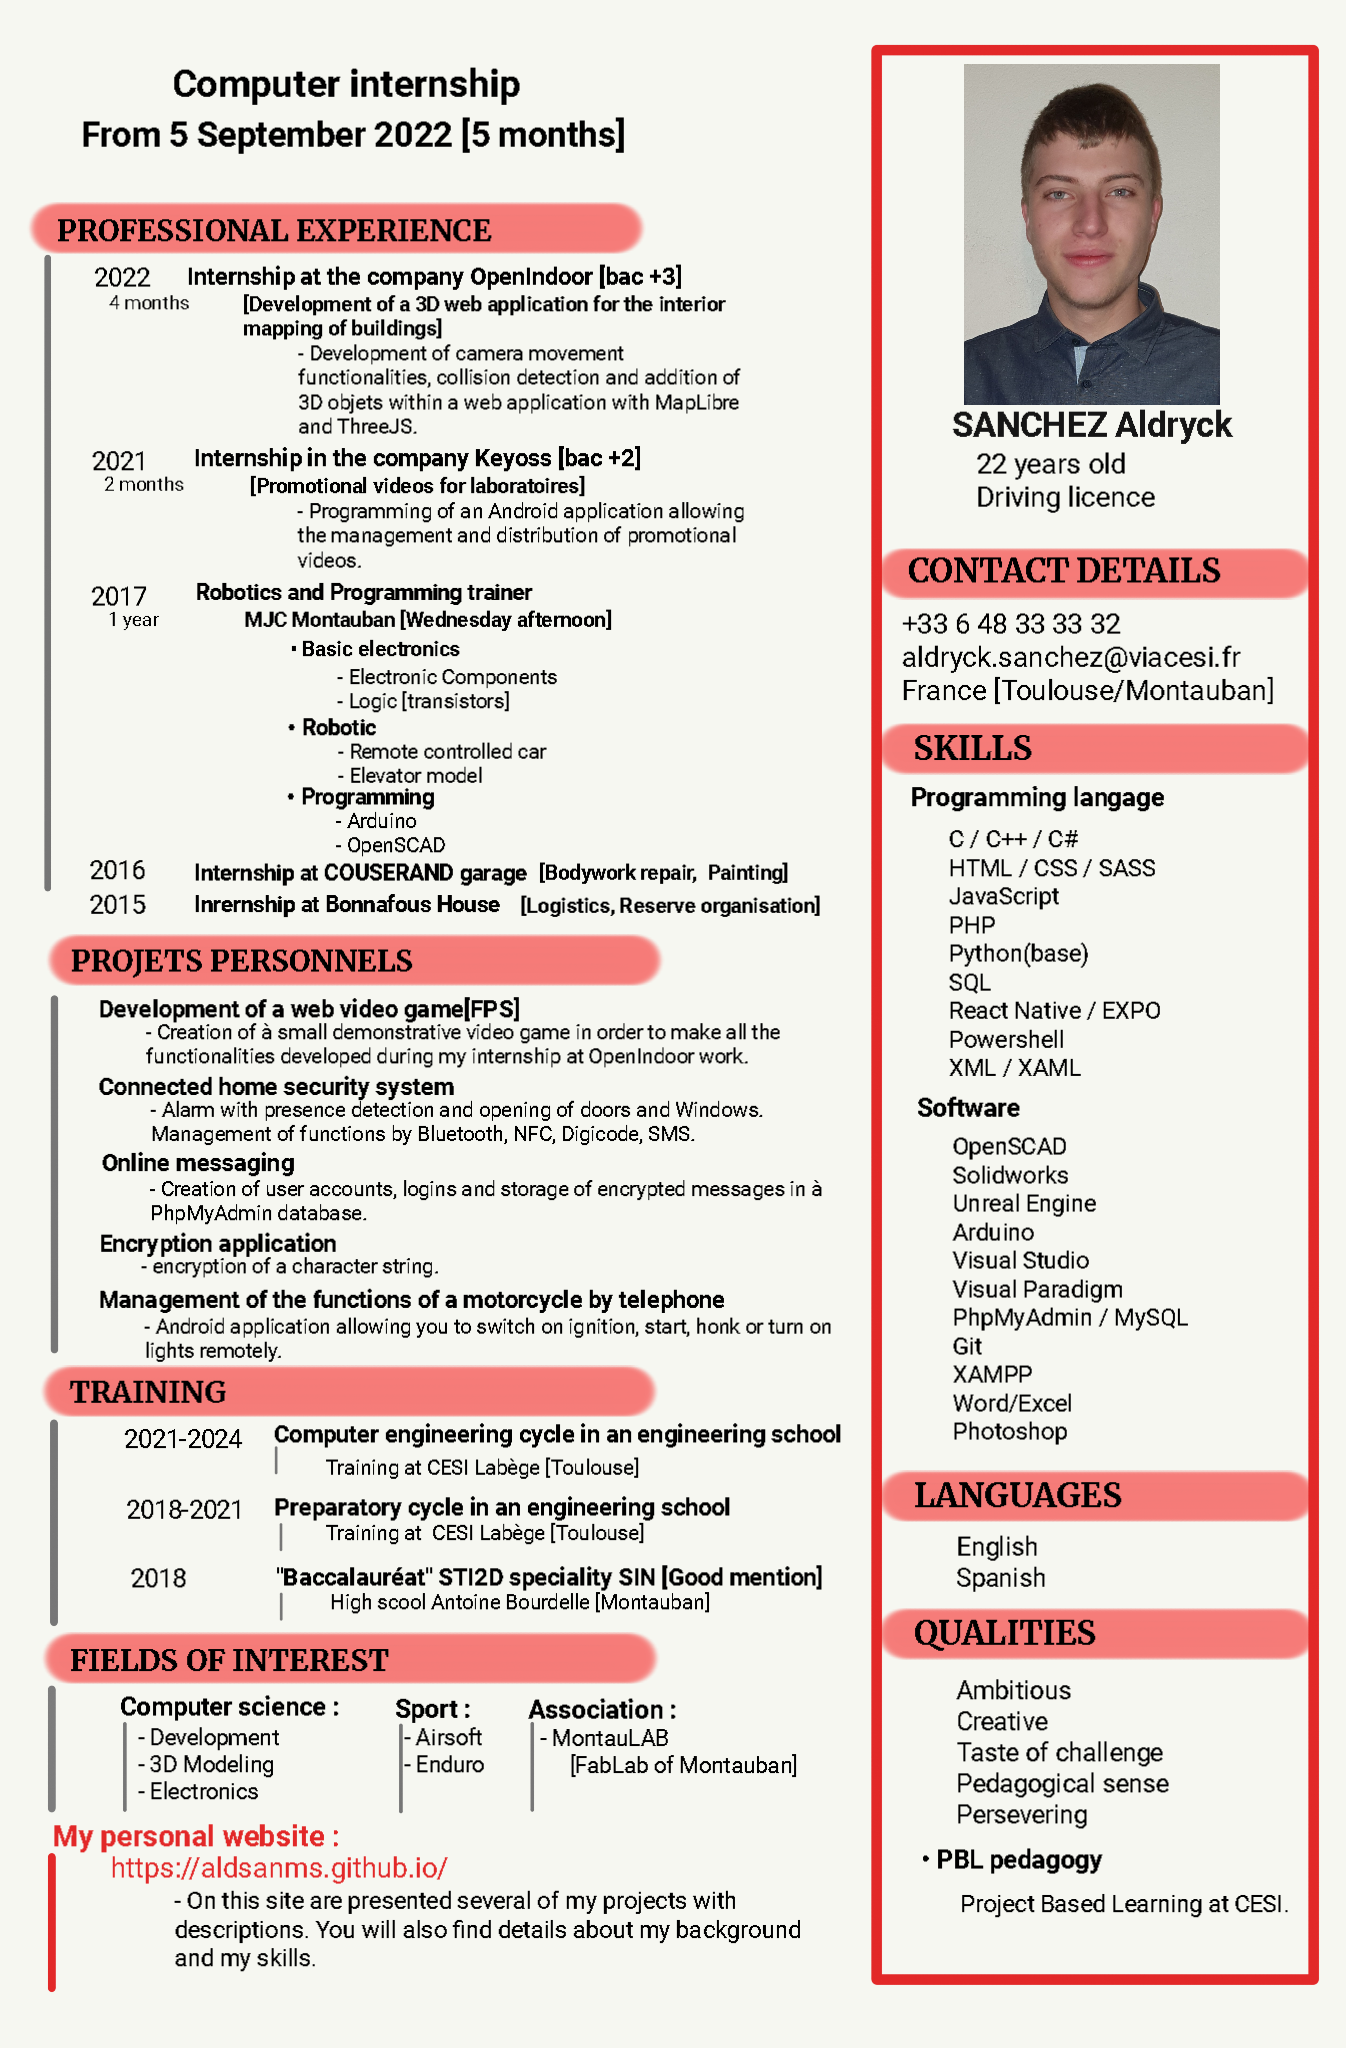 Computer internship
From 5 September 2022 [5 months]
PROFESSIONAL EXPERIENCE
2022 Internship at the company OpenIndoor [bac +3]
4 months [Development of a 3D web application for the interior
mapping of buildings]
- Development of camera movement
functionalities, collision detection and addition of
3D objets within a web application with MapLibre
and ThreeJS.
2021 Internship in the company Keyoss [bac +2]
2 months [Promotional videos for laboratoires]
- Programming of an Android application allowing
the management and distribution of promotional
videos.
2017 Robotics and Programming trainer
1 year MJC Montauban [Wednesday afternoon]
• Basic electronics
- Electronic Components
- Logic [transistors]
• Robotic
- Remote controlled car
- Elevator model
• Programming
- Arduino
- OpenSCAD
2016 Internship at COUSERAND garage [Bodywork repair, Painting]
2015 Inrernship at Bonnafous House [Logistics, Reserve organisation]
PROJETS PERSONNELS
Development of a web video game[FPS]
- Creation of à small demonstrative video game in order to make all the
functionalities developed during my internship at OpenIndoor work.
Connected home security system
- Alarm with presence detection and opening of doors and Windows.
Management of functions by Bluetooth, NFC, Digicode, SMS.
Online messaging
- Creation of user accounts, logins and storage of encrypted messages in à
PhpMyAdmin database.
Encryption application
- encryption of a character string.
Management of the functions of a motorcycle by telephone
- Android application allowing you to switch on ignition, start, honk or turn on
lights remotely.
TRAINING
2021-2024 Computer engineering cycle in an engineering school
Training at CESI Labège [Toulouse]
2018-2021 Preparatory cycle in an engineering school
Training at CESI Labège [Toulouse]
2018 "Baccalauréat" STI2D speciality SIN [Good mention]
High scool Antoine Bourdelle [Montauban]
FIELDS OF INTEREST
Computer science :
- Development
- 3D Modeling
- Electronics
Sport :
- Airsoft
- Enduro
Association :
- MontauLAB
[FabLab of Montauban]
My personal website :
https://aldsanms.github.io/
- On this site are presented several of my projects with
descriptions. You will also find details about my background
and my skills.
SANCHEZ Aldryck
22 years old
Driving licence
CONTACT DETAILS
+33 6 48 33 33 32
aldryck.sanchez@viacesi.fr
France [Toulouse/Montauban]
SKILLS
Programming langage
C / C++ / C#
HTML / CSS / SASS
JavaScript
PHP
Python(base)
SQL
React Native / EXPO
Powershell
XML / XAML
Software
OpenSCAD
Solidworks
Unreal Engine
Arduino
Visual Studio
Visual Paradigm
PhpMyAdmin / MySQL
Git
XAMPP
Word/Excel
Photoshop
LANGUAGES
English
Spanish
QUALITIES
Ambitious
Creative
Taste of challenge
Pedagogical sense
Persevering
• PBL pedagogy
Project Based Learning at CESI.